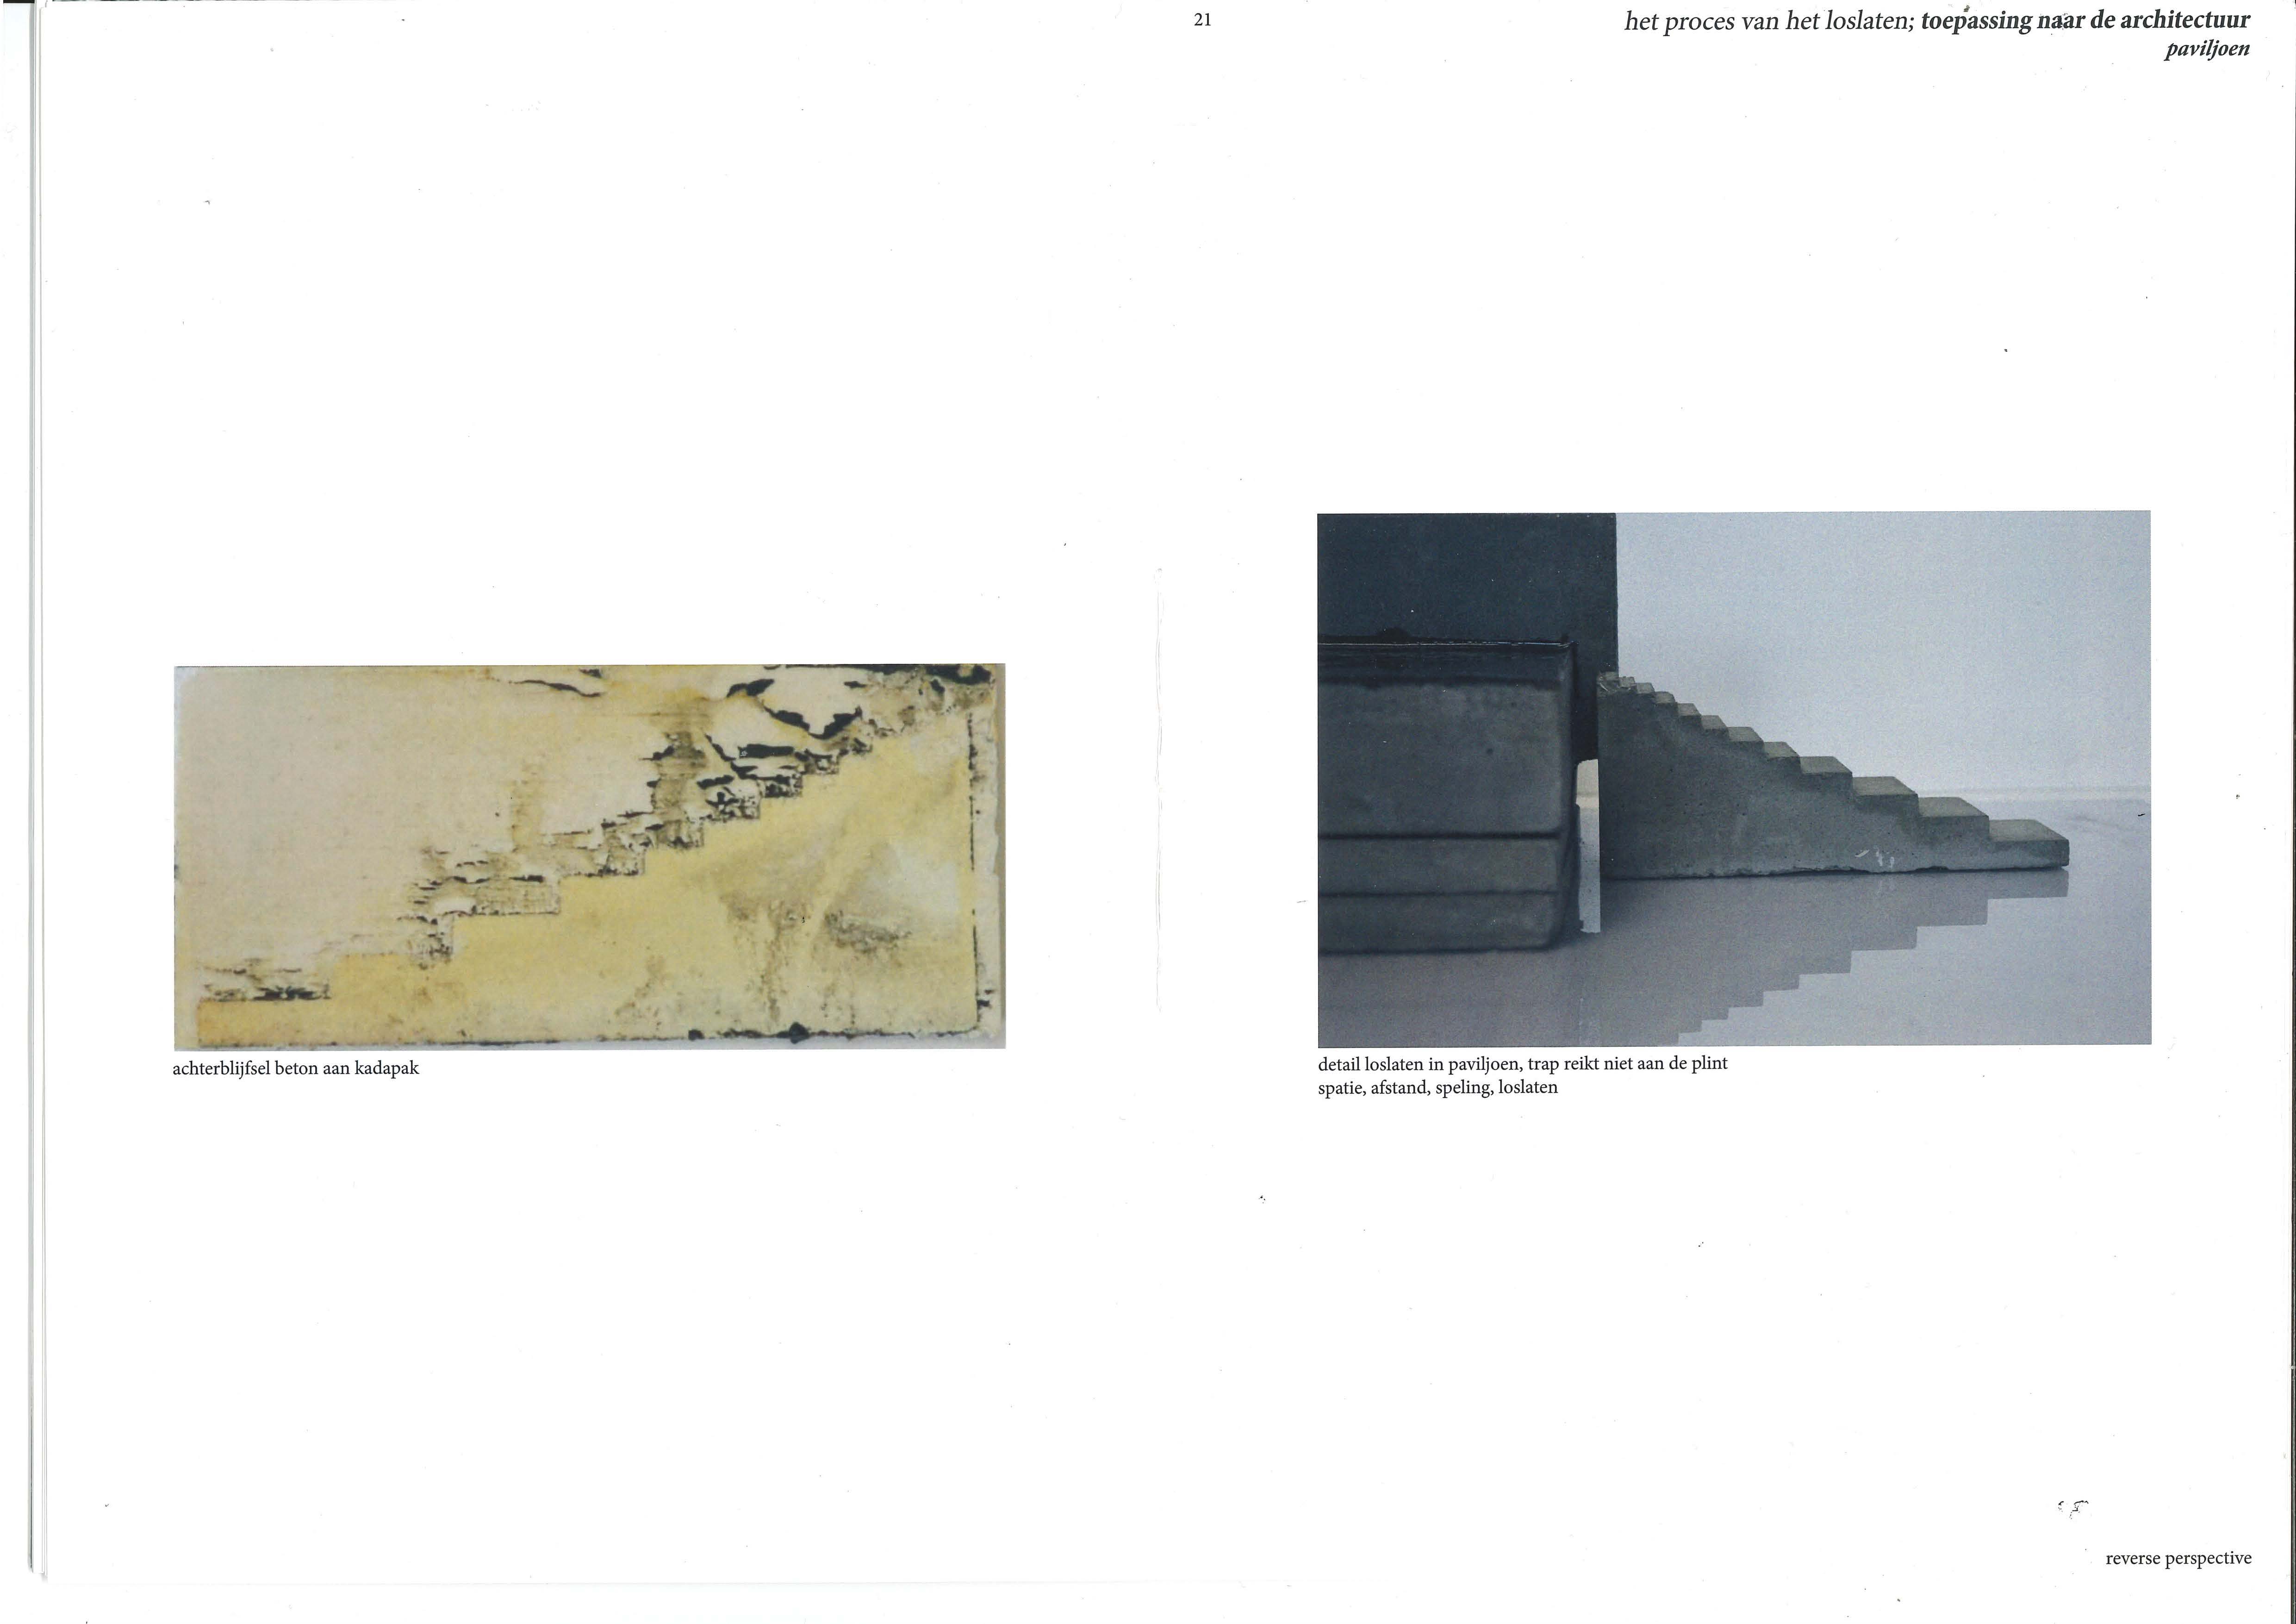 21
het proces van het loslaten; toepassing naar de architectuur
paviljoen
achterblijfsel beton aan kadapak
detail loslaten in paviljoen, trap reikt niet aan de plint
spatie, afstand, speling, loslaten
reverse perspective